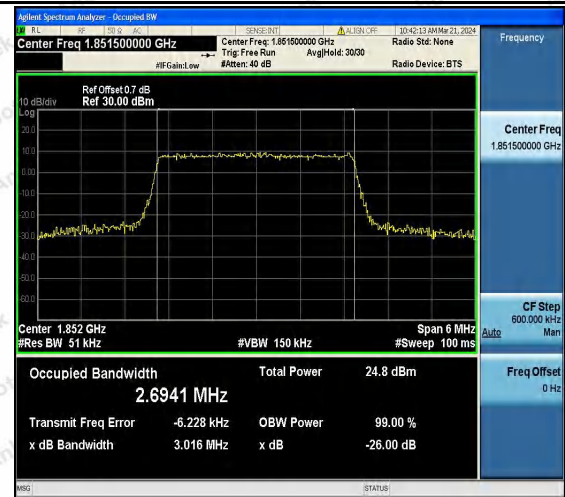 Agilent Spectrum Analyzer - Occupied BW
RL RF 50 Ω AC SENSE:INT ALIGN OFF 10:42:13 AM Mar 21, 2024
Center Freq 1.851500000 GHz Center Freq: 1.851500000 GHz Radio Std: None
Trig: Free Run Avg|Hold: 30/30
#IFGain:Low #Atten: 40 dB Radio Device: BTS
Frequency
Ref Offset 0.7 dB
10 dB/div Ref 30.00 dBm
Log
20.0
10.0
0.00
-10.0
-20.0
-30.0
-40.0
-50.0
-60.0
Center Freq
1.851500000 GHz
Center 1.852 GHz Span 6 MHz
#Res BW 51 kHz #VBW 150 kHz #Sweep 100 ms
CF Step
600.000 kHz
Auto Man
Occupied Bandwidth Total Power 24.8 dBm
2.6941 MHz
Transmit Freq Error -6.228 kHz OBW Power 99.00 %
x dB Bandwidth 3.016 MHz x dB -26.00 dB
Freq Offset
0 Hz
MSG STATUS